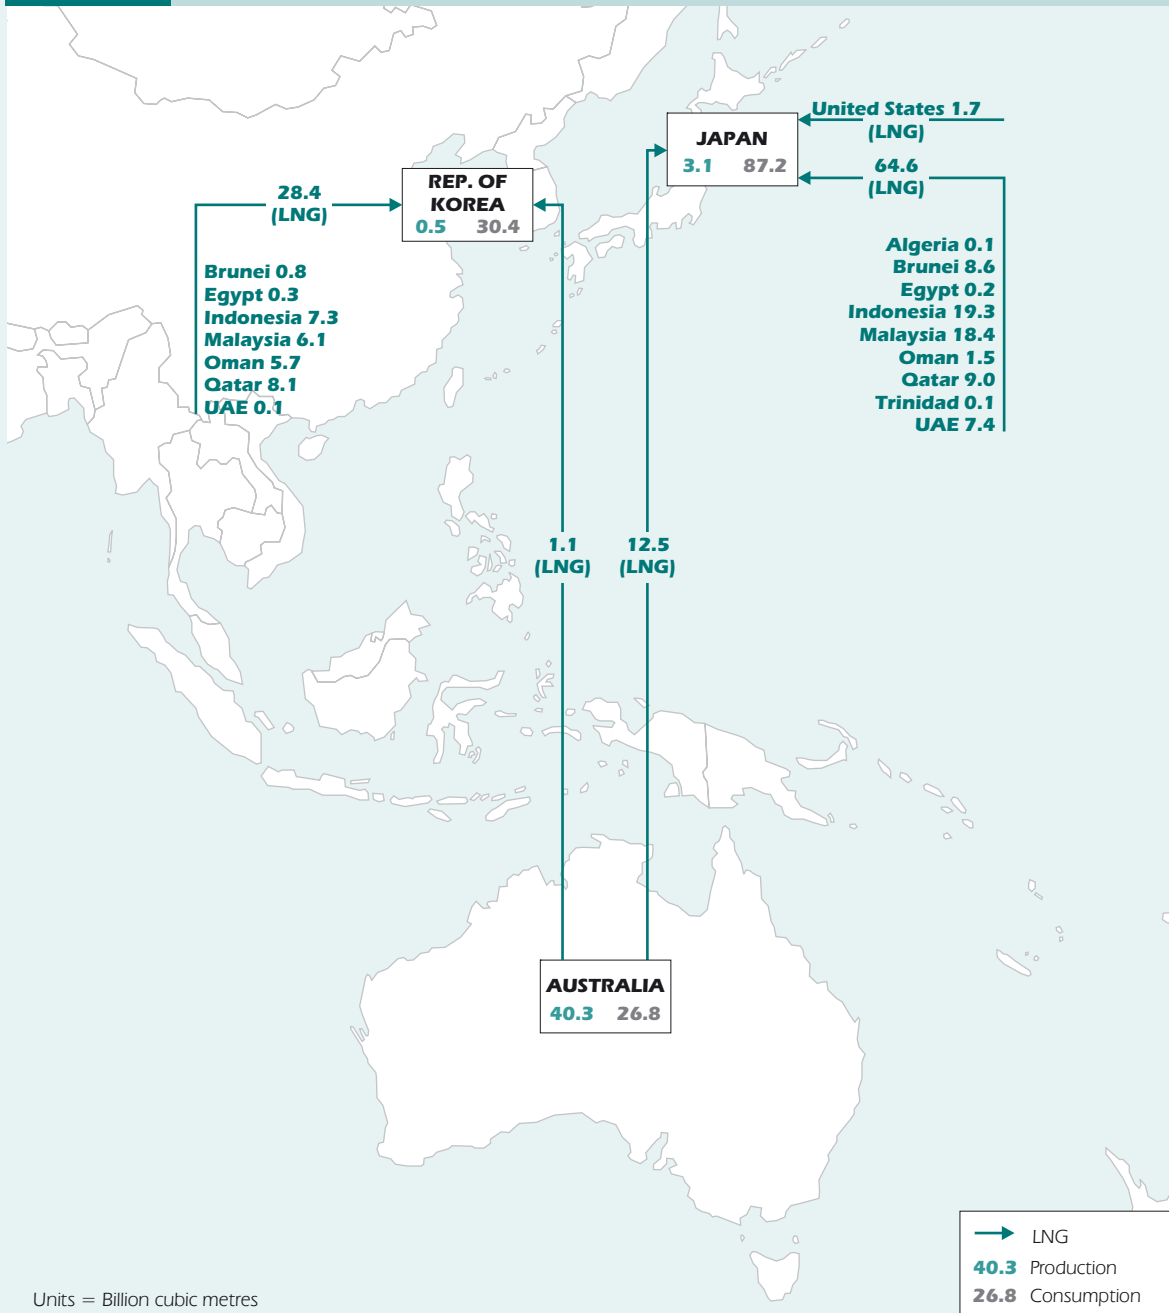 United States 1.7
(LNG)
JAPAN
3.1 87.2
64.6
(LNG)
REP. OF
KOREA
0.5 30.4
28.4
(LNG)
Brunei 0.8
Egypt 0.3
Indonesia 7.3
Malaysia 6.1
Oman 5.7
Qatar 8.1
UAE 0.1
Algeria 0.1
Brunei 8.6
Egypt 0.2
Indonesia 19.3
Malaysia 18.4
Oman 1.5
Qatar 9.0
Trinidad 0.1
UAE 7.4
1.1
(LNG)
12.5
(LNG)
AUSTRALIA
40.3 26.8
LNG
40.3 Production
26.8 Consumption
Units = Billion cubic metres